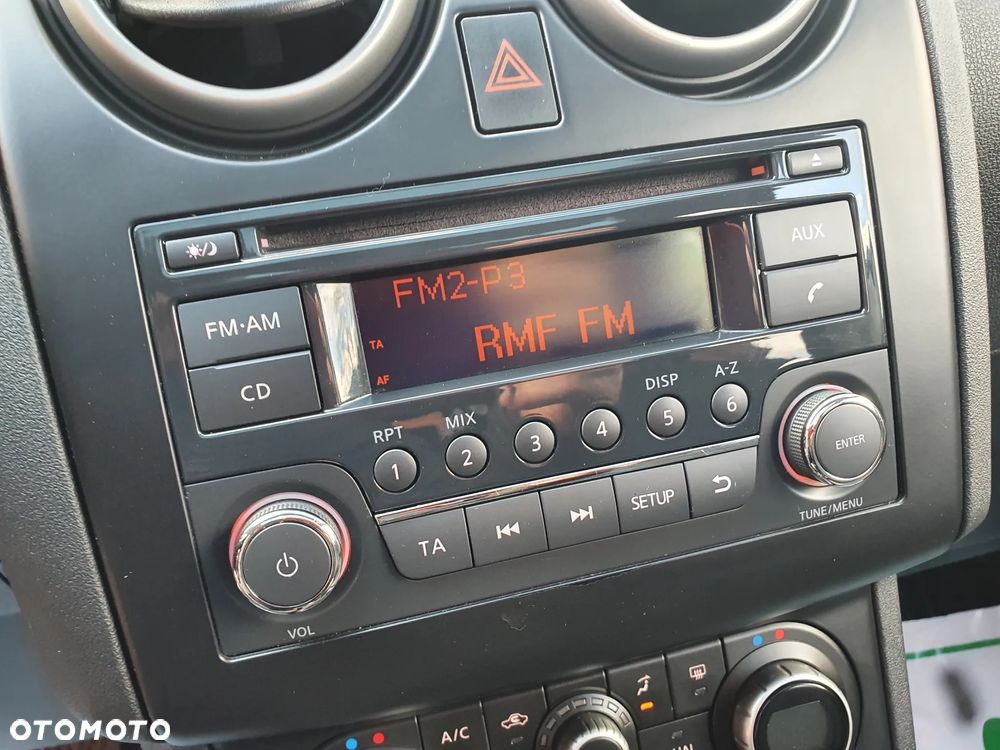 AUX
FM2-P3
FM·AM
TA
RMF FM
CD
AF
RPT
MIX
DISP
A-Z
1
2
3
4
5
6
ENTER
TA
SETUP
TUNE/MENU
VOL
A/C
OTOMOTO